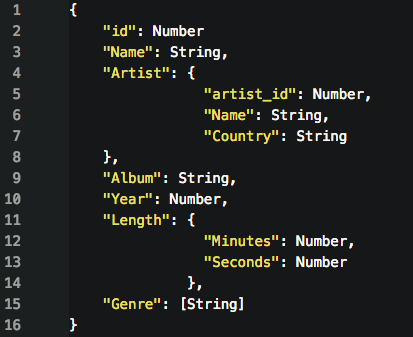 1 {
2 "id": Number
3 "Name": String,
4 "Artist": {
5 "artist_id": Number,
6 "Name": String,
7 "Country": String
8 },
9 "Album": String,
10 "Year": Number,
11 "Length": {
12 "Minutes": Number,
13 "Seconds": Number
14 },
15 "Genre": [String]
16 }